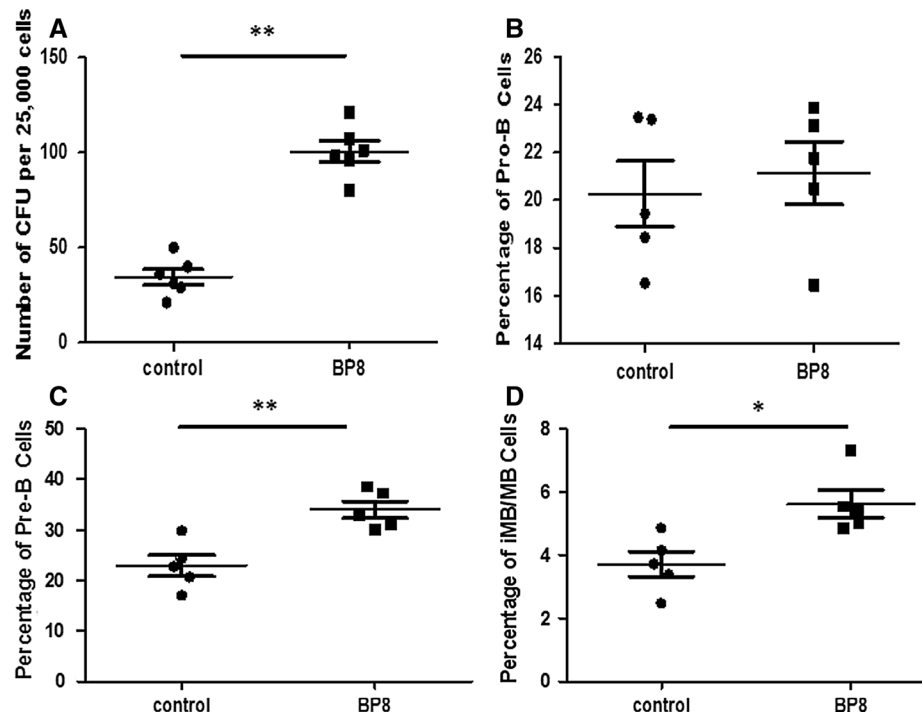 A
**
Number of CFU per 25,000 cells
150
100
50
0
control
BP8
B
Percentage of Pro-B Cells
26
24
22
20
18
16
14
control
BP8
C
**
Percentage of Pre-B Cells
50
40
30
20
10
0
control
BP8
D
*
Percentage of iMB/MB Cells
8
6
4
2
0
control
BP8